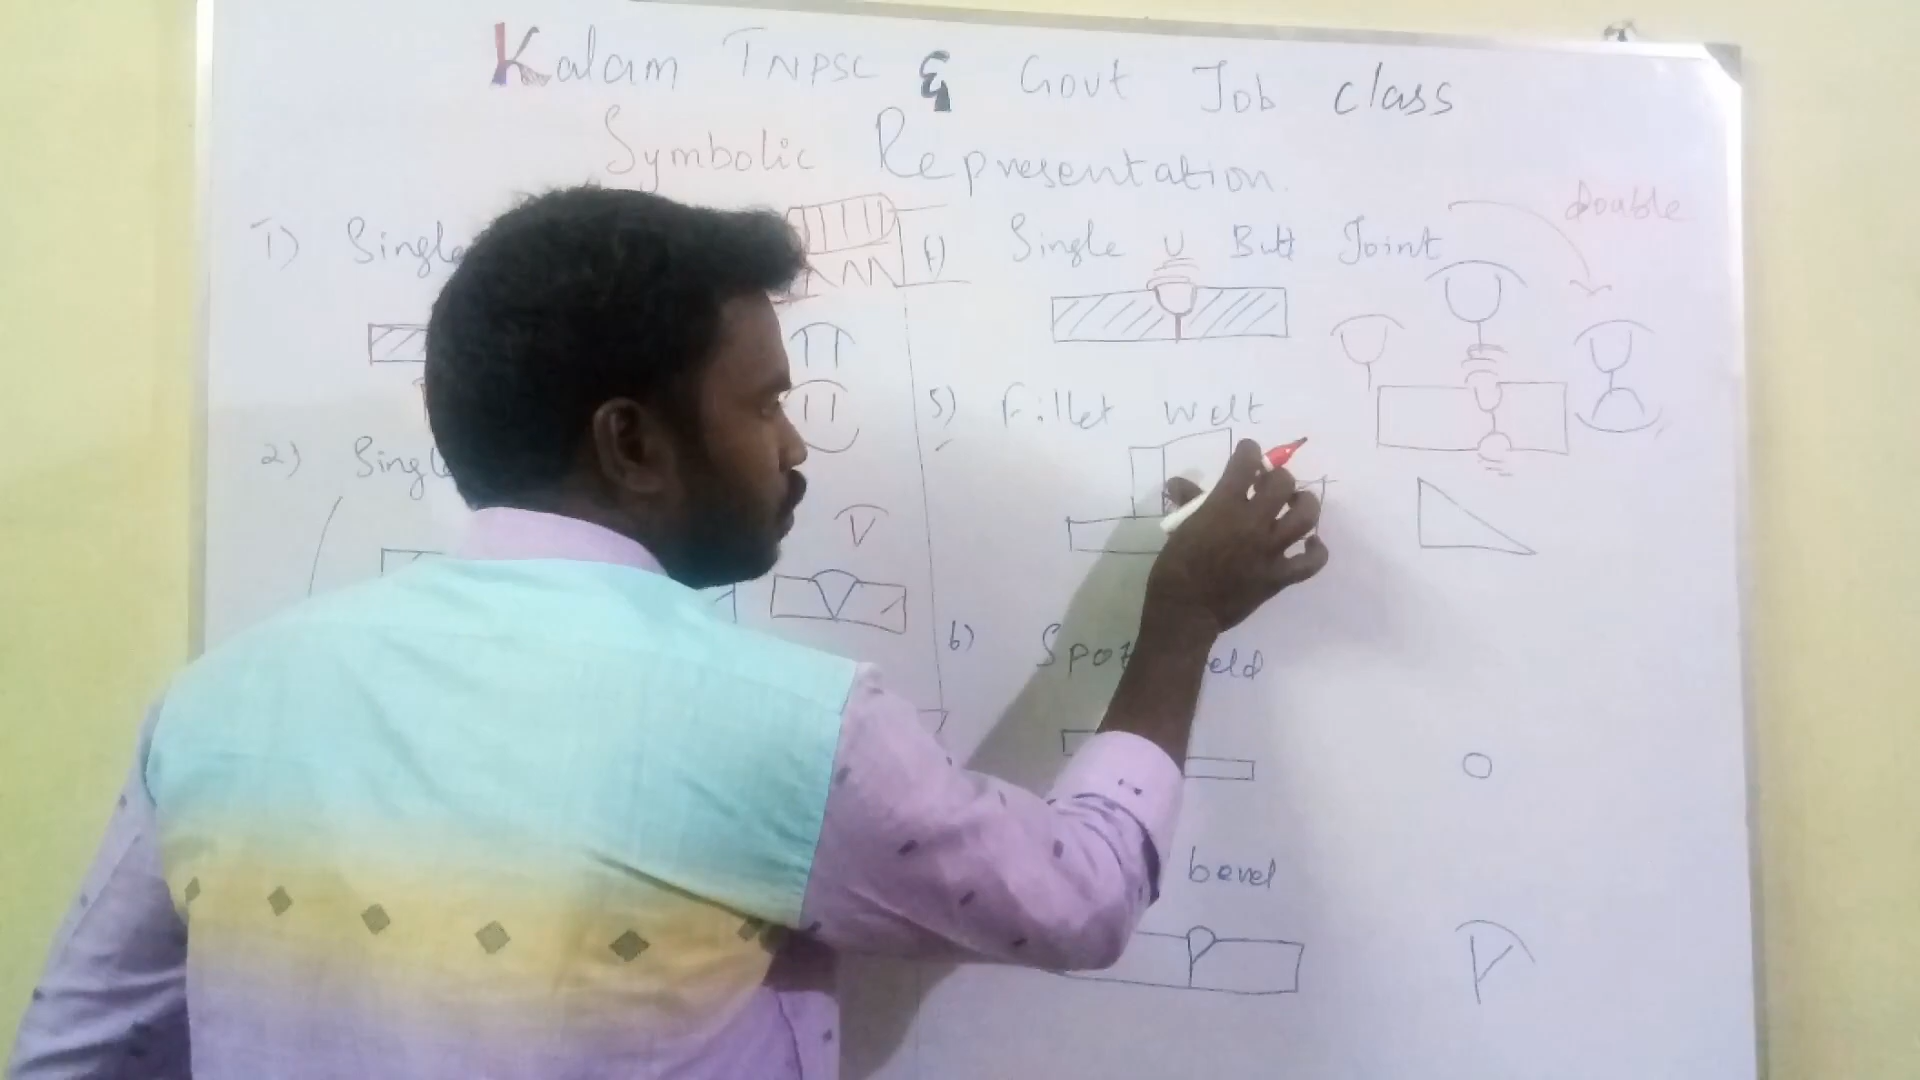 Kalam TNPSC & Govt Job class
Symbolic Representation.
1) Single
2) Single
Double
Single U Butt Joint
5) Fillet Welt
6) Spot weld
bevel